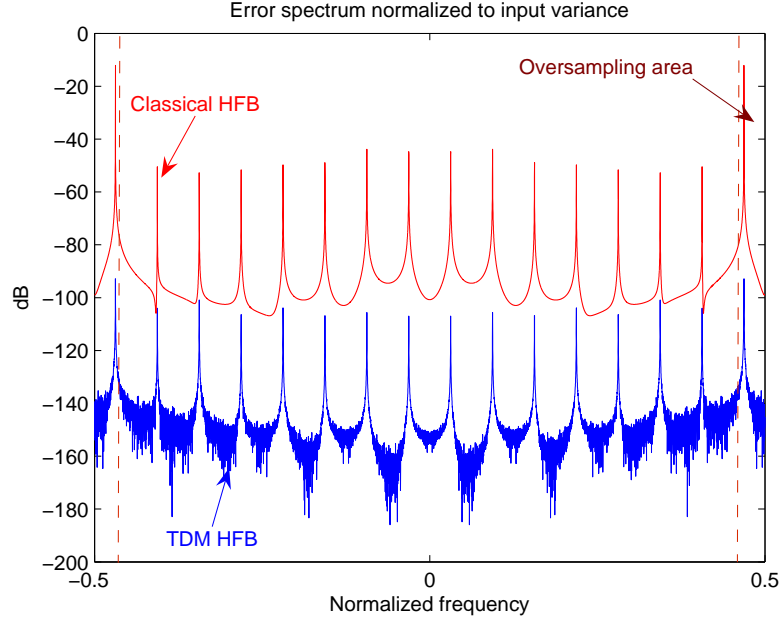 Error spectrum normalized to input variance
0
−20
−40
−60
−80
−100
−120
−140
−160
−180
−200
dB
Classical HFB
Oversampling area
TDM HFB
−0.5
0
0.5
Normalized frequency